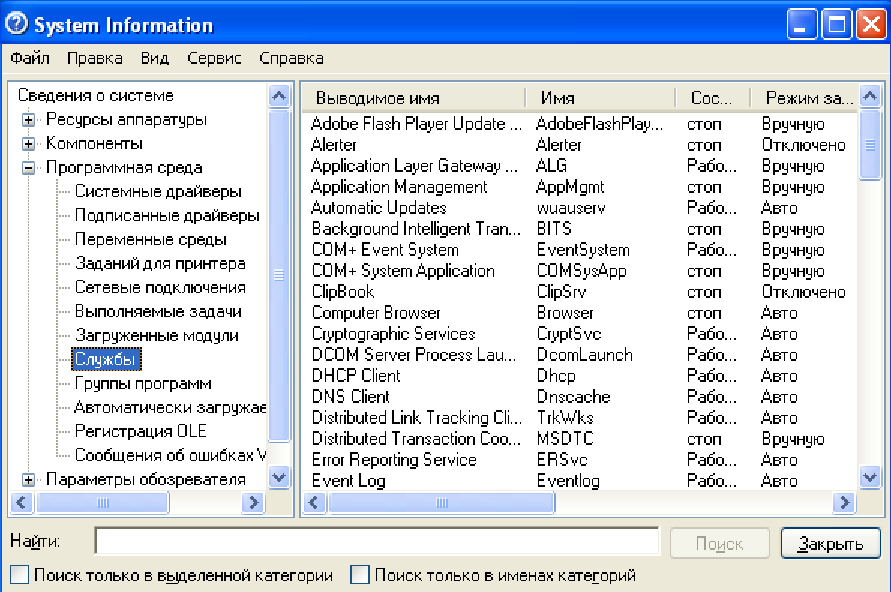 System Information
Файл Правка Вид Сервис Справка
Сведения о системе
Ресурсы аппаратуры
Компоненты
Программная среда
Системные драйверы
Подписанные драйверы
Переменные среды
Заданий для принтера
Сетевые подключения
Выполняемые задачи
Загруженные модули
Службы
Группы программ
Автоматически загружае
Регистрация OLE
Сообщения об ошибках W
Параметры обозревателя
Выводимое имя Имя Сос... Режим за...
Adobe Flash Player Update ... AdobeFlashPlay... стоп Вручную
Alerter Alerter стоп Отключено
Application Layer Gateway ... ALG Рабо... Вручную
Application Management AppMgmt стоп Вручную
Automatic Updates wuauserv Рабо... Авто
Background Intelligent Tran... BITS стоп Вручную
COM+ Event System EventSystem Рабо... Вручную
COM+ System Application COMSysApp стоп Вручную
ClipBook ClipSrv стоп Отключено
Computer Browser Browser стоп Авто
Cryptographic Services CryptSvc Рабо... Авто
DCOM Server Process Lau... DcomLaunch Рабо... Авто
DHCP Client Dhcp Рабо... Авто
DNS Client Dnscache Рабо... Авто
Distributed Link Tracking Cli... TrkWks Рабо... Авто
Distributed Transaction Coo... MSDTC стоп Вручную
Error Reporting Service ERSvc Рабо... Авто
Event Log Eventlog Рабо... Авто
Найти: Поиск Закрыть
Поиск только в выделенной категории Поиск только в именах категорий